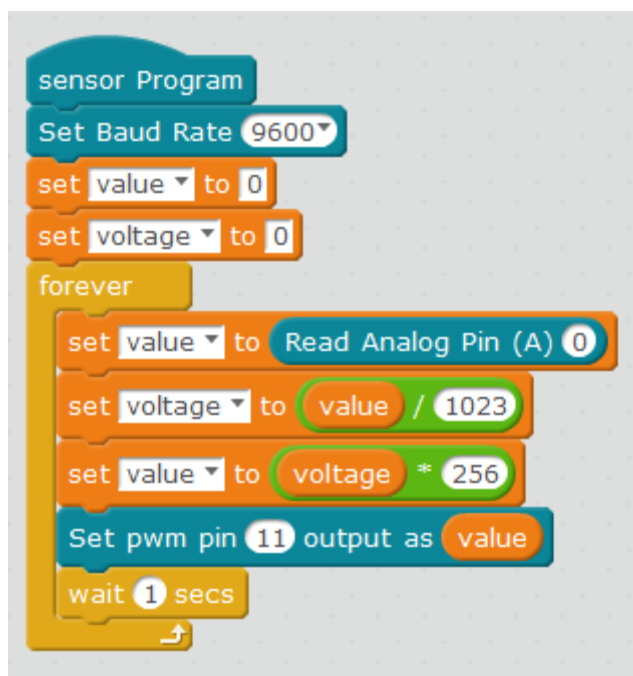 sensor Program
Set Baud Rate 9600
set value to 0
set voltage to 0
forever
set value to Read Analog Pin (A) 0
set voltage to value / 1023
set value to voltage * 256
Set pwm pin 11 output as value
wait 1 secs